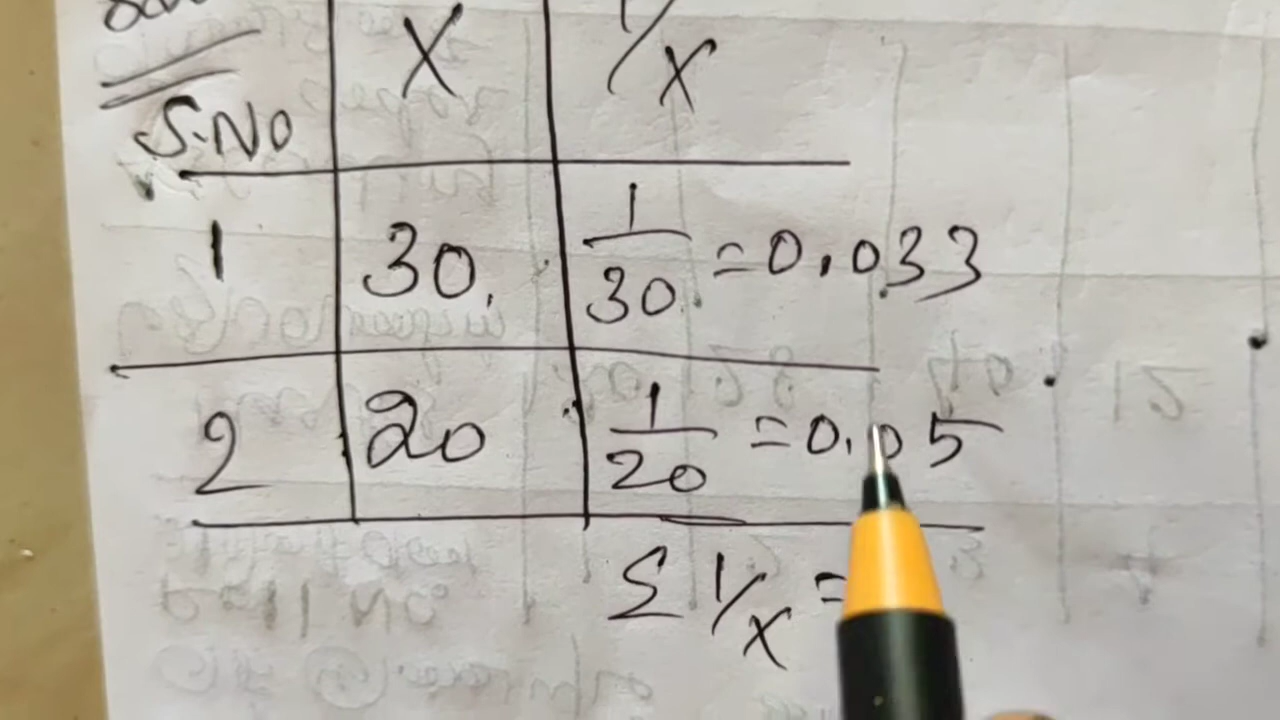 S.No X 1/X
1 30 1/30 = 0.033
2 20 1/20 = 0.05
Σ 1/X =